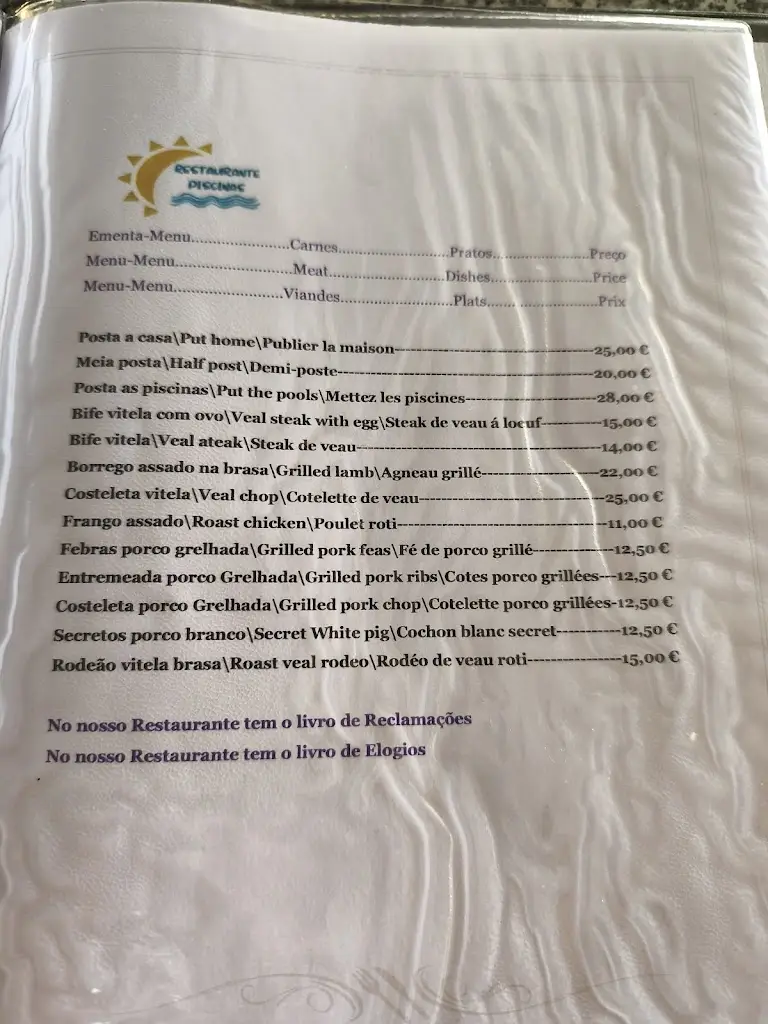 RESTAURANTE
PISCINAS
Ementa-Menu......................Carnes.........................Pratos......................Preço
Menu-Menu..........................Meat..........................Dishes.......................Price
Menu-Menu........................Viandes.........................Plats.........................Prix
Posta a casa\Put home\Publier la maison------------------------------------25,00 €
Meia posta\Half post\Demi-poste----------------------------------------------20,00 €
Posta as piscinas\Put the pools\Mettez les piscines-----------------------28,00 €
Bife vitela com ovo\Veal steak with egg\Steak de veau á loeuf----------15,00 €
Bife vitela\Veal ateak\Steak de veau-------------------------------------------14,00 €
Borrego assado na brasa\Grilled lamb\Agneau grillé--------------------22,00 €
Costeleta vitela\Veal chop\Cotelette de veau--------------------------------25,00 €
Frango assado\Roast chicken\Poulet roti-----------------------------------11,00 €
Febras porco grelhada\Grilled pork feas\Fé de porco grillé-------------12,50 €
Entremeada porco Grelhada\Grilled pork ribs\Cotes porco grillées---12,50 €
Costeleta porco Grelhada\Grilled pork chop\Cotelette porco grillées-12,50 €
Secretos porco branco\Secret White pig\Cochon blanc secret----------12,50 €
Rodeão vitela brasa\Roast veal rodeo\Rodéo de veau roti---------------15,00 €
No nosso Restaurante tem o livro de Reclamações
No nosso Restaurante tem o livro de Elogios